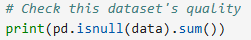 # Check this dataset's quality
print(pd.isnull(data).sum())